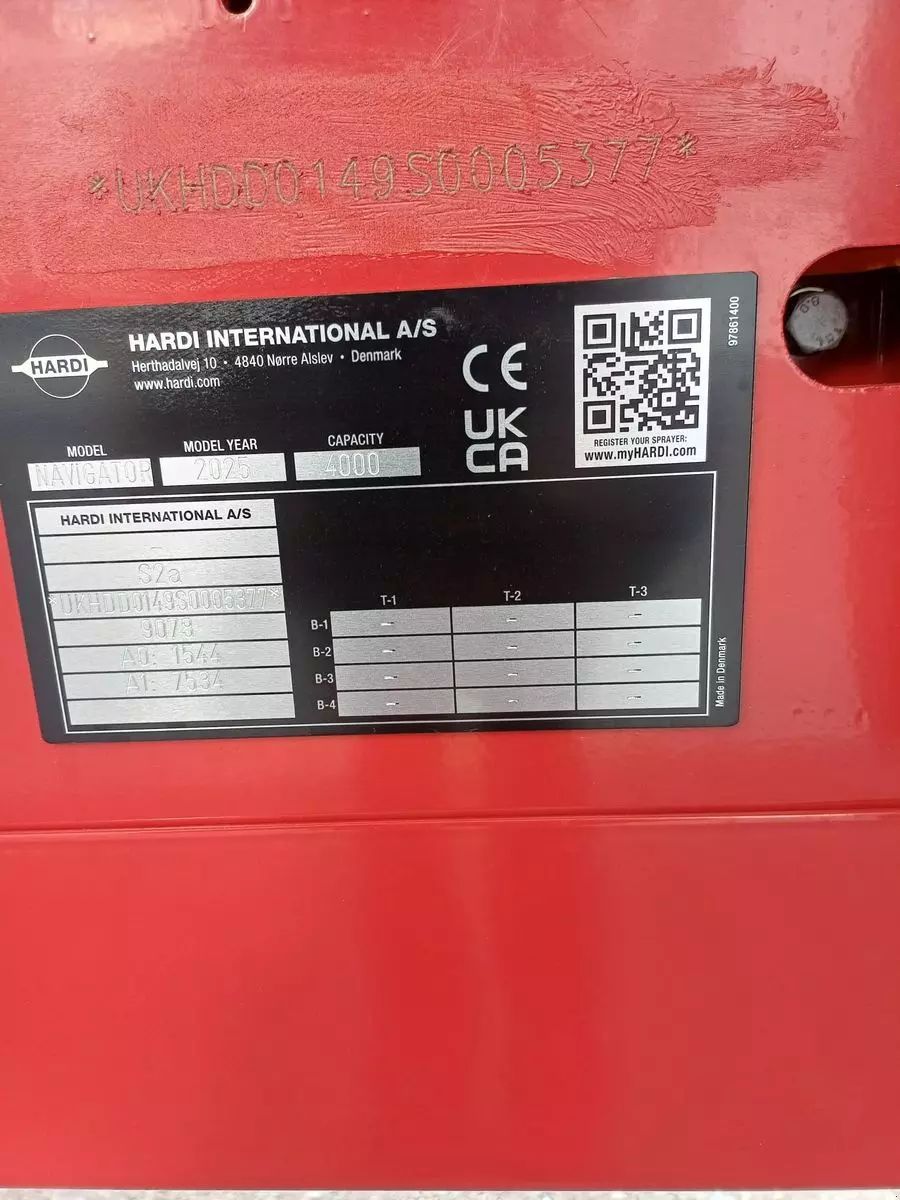 *UKHDD0149S0005377*
97861400
HARDI
HARDI INTERNATIONAL A/S
Herthadalvej 10 • 4840 Nørre Alslev • Denmark
www.hardi.com
CE
UK
CA
REGISTER YOUR SPRAYER:
www.myHARDI.com
MODEL
MODEL YEAR
CAPACITY
NAVIGATOR
2025
4000
HARDI INTERNATIONAL A/S
-
S2a
*UKHDD0149S0005377*
9078
A0: 1544
A1: 7534
-
T-1 T-2 T-3
B-1 - - -
B-2 - - -
B-3 - - -
B-4 - - -
Made in Denmark
8.8